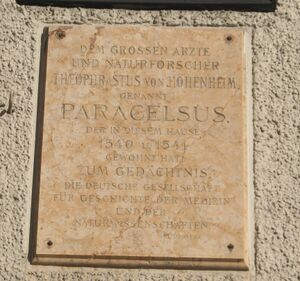 DEM GROSSEN ARZTE
UND NATURFORSCHER
THEOPHRASTUS VON HOHENHEIM,
GENANNT
PARACELSUS.
DER IN DIESEM HAUSE
1540 U. 1541
GEWOHNT HAT
ZUM GEDÄCHTNIS
DIE DEUTSCHE GESELLSCHAFT
FÜR GESCHICHTE DER MEDIZIN
UND DER
NATURWISSENSCHAFTEN